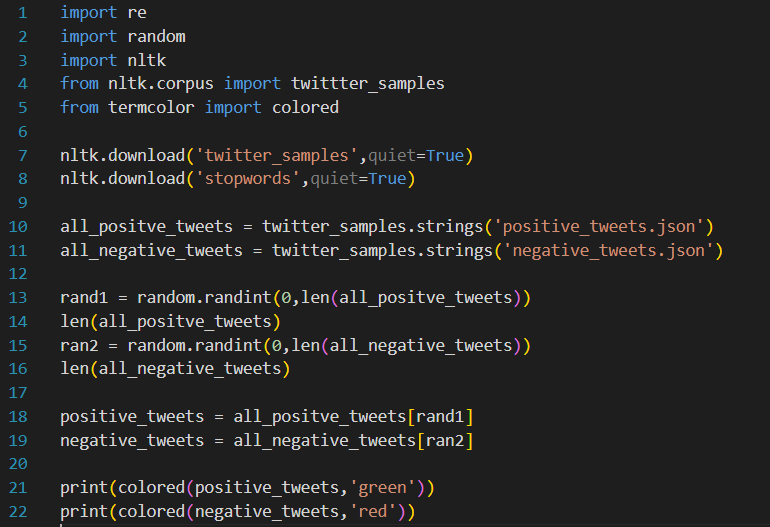 1 import re
2 import random
3 import nltk
4 from nltk.corpus import twittter_samples
5 from termcolor import colored
6
7 nltk.download('twitter_samples',quiet=True)
8 nltk.download('stopwords',quiet=True)
9
10 all_positve_tweets = twitter_samples.strings('positive_tweets.json')
11 all_negative_tweets = twitter_samples.strings('negative_tweets.json')
12
13 rand1 = random.randint(0,len(all_positve_tweets))
14 len(all_positve_tweets)
15 ran2 = random.randint(0,len(all_negative_tweets))
16 len(all_negative_tweets)
17
18 positive_tweets = all_positve_tweets[rand1]
19 negative_tweets = all_negative_tweets[ran2]
20
21 print(colored(positive_tweets,'green'))
22 print(colored(negative_tweets,'red'))